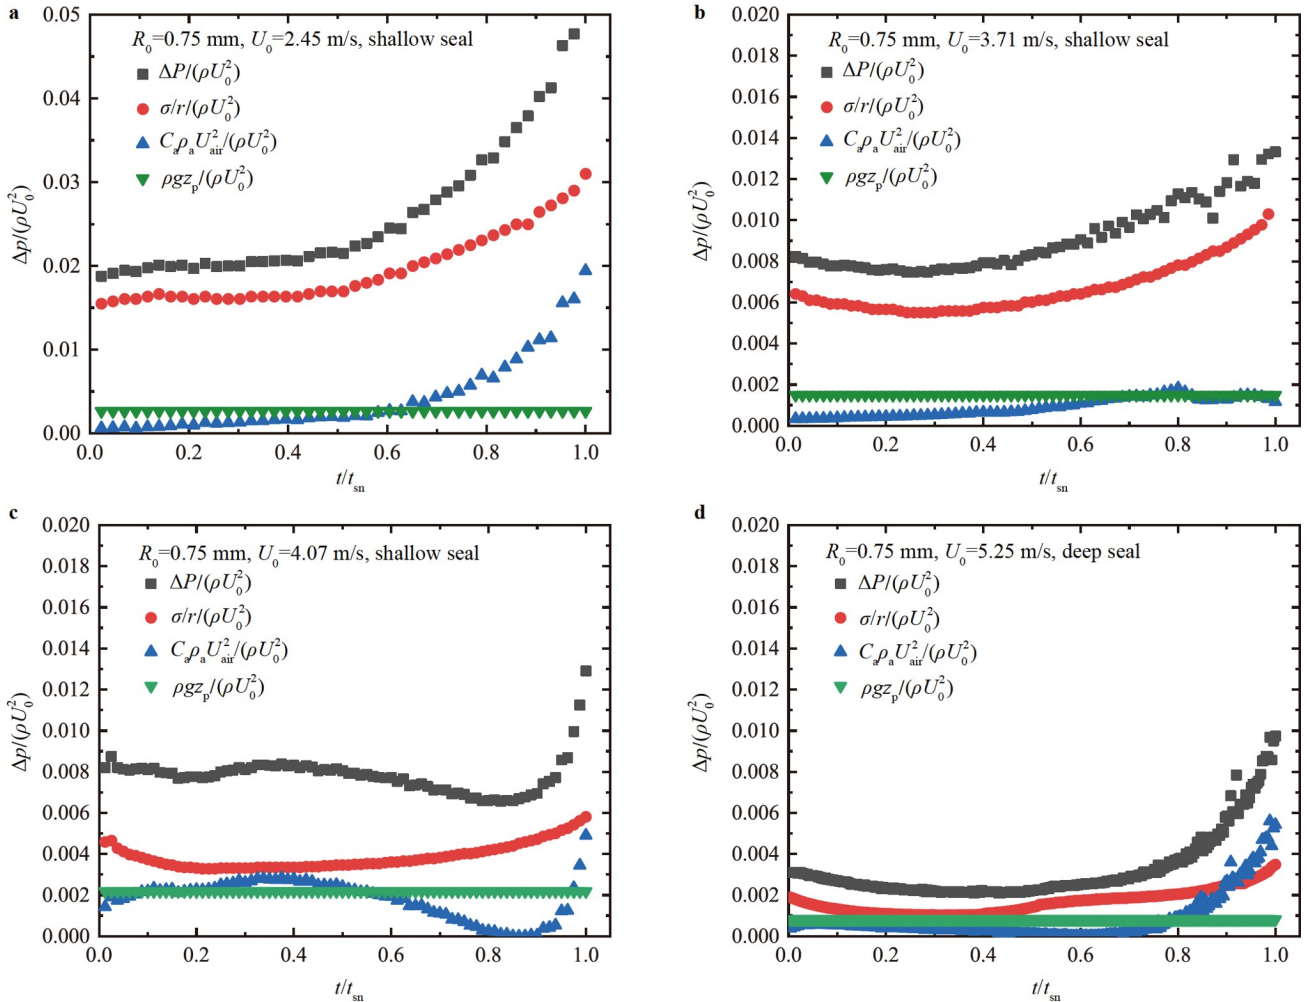 a
0.05
0.04
0.03
0.02
0.01
0.00
Δp/(ρU₀²)
R₀=0.75 mm, U₀=2.45 m/s, shallow seal
ΔP/(ρU₀²)
σ/r/(ρU₀²)
CₐρₐU²air/(ρU₀²)
ρgzₚ/(ρU₀²)
0.0 0.2 0.4 0.6 0.8 1.0
t/tsn
b
0.020
0.018
0.016
0.014
0.012
0.010
0.008
0.006
0.004
0.002
0.000
Δp/(ρU₀²)
R₀=0.75 mm, U₀=3.71 m/s, shallow seal
ΔP/(ρU₀²)
σ/r/(ρU₀²)
CₐρₐU²air/(ρU₀²)
ρgzₚ/(ρU₀²)
0.0 0.2 0.4 0.6 0.8 1.0
t/tsn
c
0.020
0.018
0.016
0.014
0.012
0.010
0.008
0.006
0.004
0.002
0.000
Δp/(ρU₀²)
R₀=0.75 mm, U₀=4.07 m/s, shallow seal
ΔP/(ρU₀²)
σ/r/(ρU₀²)
CₐρₐU²air/(ρU₀²)
ρgzₚ/(ρU₀²)
0.0 0.2 0.4 0.6 0.8 1.0
t/tsn
d
0.020
0.018
0.016
0.014
0.012
0.010
0.008
0.006
0.004
0.002
0.000
Δp/(ρU₀²)
R₀=0.75 mm, U₀=5.25 m/s, deep seal
ΔP/(ρU₀²)
σ/r/(ρU₀²)
CₐρₐU²air/(ρU₀²)
ρgzₚ/(ρU₀²)
0.0 0.2 0.4 0.6 0.8 1.0
t/tsn